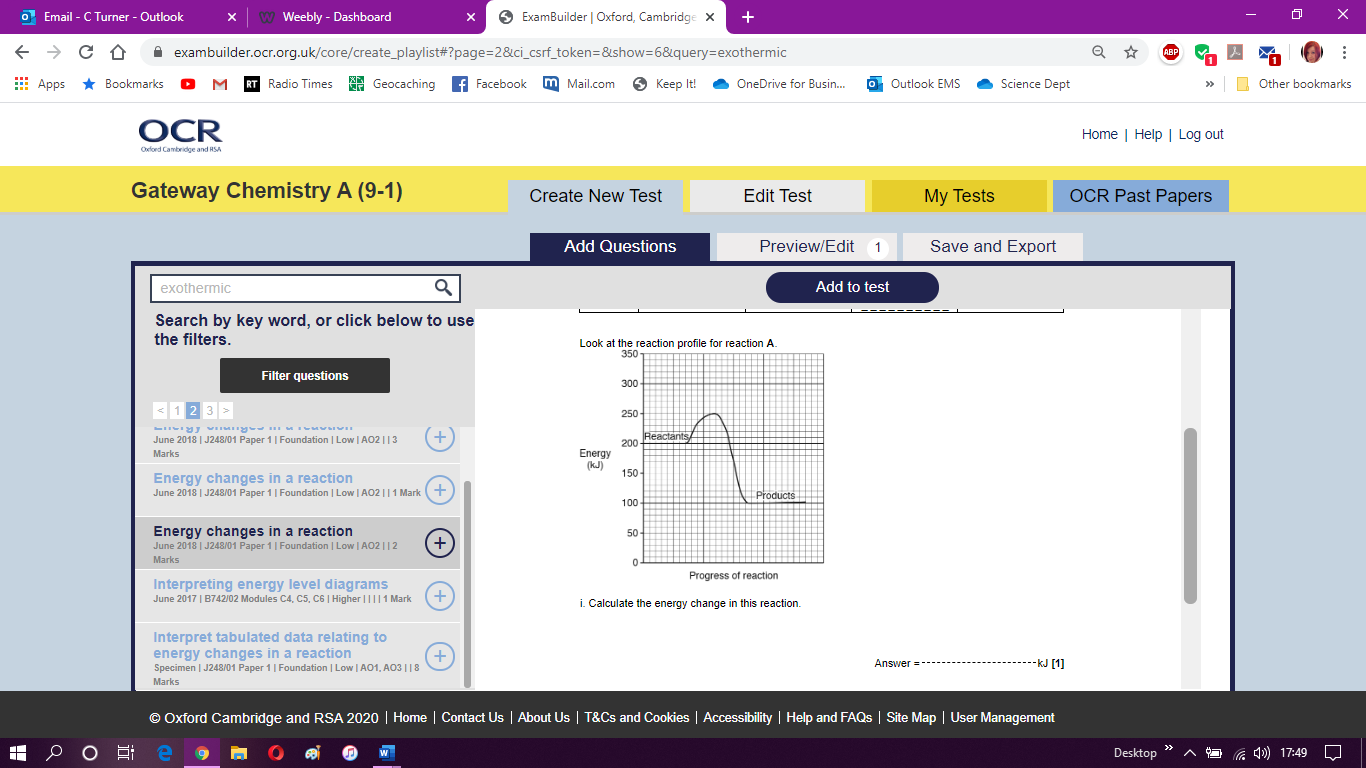 Email - C Turner - Outlook
Weebly - Dashboard
ExamBuilder | Oxford, Cambridge
exambuilder.ocr.org.uk/core/create_playlist#?page=2&ci_csrf_token=&show=6&query=exothermic
ABP
1
1
Apps
Bookmarks
RT Radio Times
Geocaching
Facebook
Mail.com
Keep It!
OneDrive for Busin...
Outlook EMS
Science Dept
»
Other bookmarks
OCR
Oxford Cambridge and RSA
Home | Help | Log out
Gateway Chemistry A (9-1)
Create New Test
Edit Test
My Tests
OCR Past Papers
Add Questions
Preview/Edit 1
Save and Export
exothermic
Add to test
Search by key word, or click below to use
the filters.
Filter questions
< 1 2 3 >
Energy changes in a reaction
June 2018 | J248/01 Paper 1 | Foundation | Low | AO2 | | 3
Marks
Energy changes in a reaction
June 2018 | J248/01 Paper 1 | Foundation | Low | AO2 | | 1 Mark
Energy changes in a reaction
June 2018 | J248/01 Paper 1 | Foundation | Low | AO2 | | 2
Marks
Interpreting energy level diagrams
June 2017 | B742/02 Modules C4, C5, C6 | Higher | | | | 1 Mark
Interpret tabulated data relating to
energy changes in a reaction
Specimen | J248/01 Paper 1 | Foundation | Low | AO1, AO3 | | 8
Marks
Look at the reaction profile for reaction A.
350
300
250
200
150
100
50
0
Energy
(kJ)
Reactants
Products
Progress of reaction
i. Calculate the energy change in this reaction.
Answer = kJ [1]
© Oxford Cambridge and RSA 2020 | Home | Contact Us | About Us | T&Cs and Cookies | Accessibility | Help and FAQs | Site Map | User Management
Desktop » 17:49